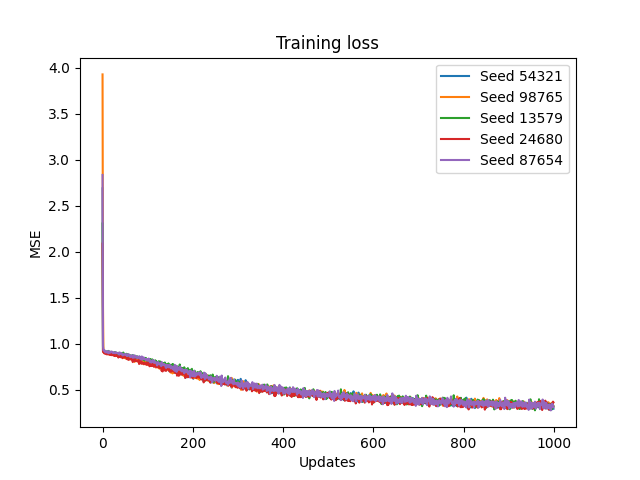 Training loss
MSE
4.0
3.5
3.0
2.5
2.0
1.5
1.0
0.5
Seed 54321
Seed 98765
Seed 13579
Seed 24680
Seed 87654
0 200 400 600 800 1000
Updates